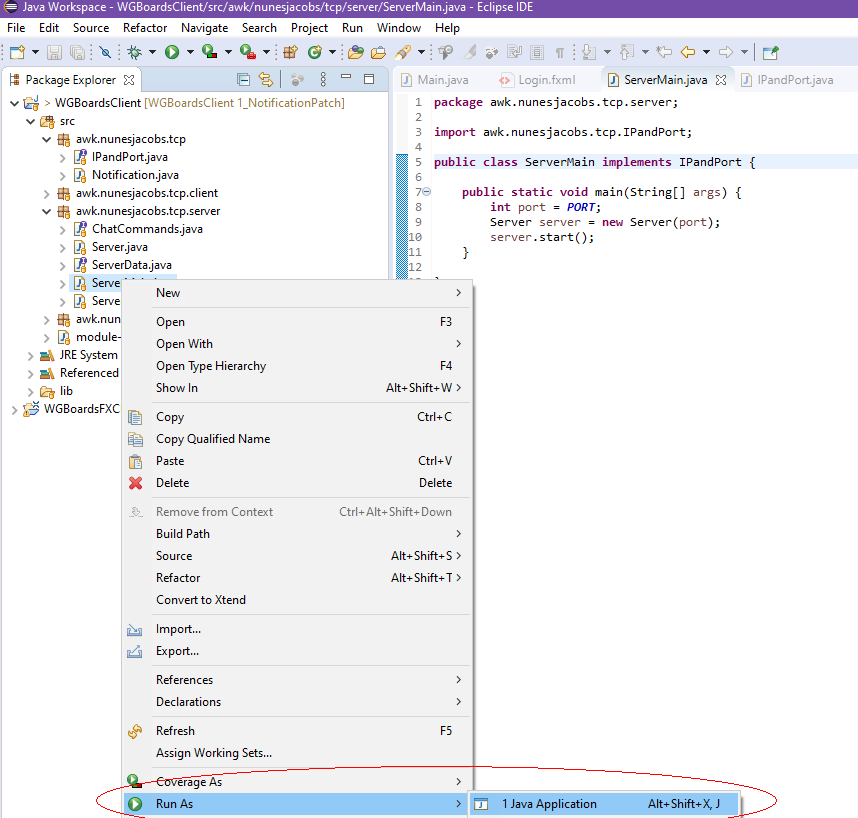 Java Workspace - WGBoardsClient/src/awk/nunesjacobs/tcp/server/ServerMain.java - Eclipse IDE
File Edit Source Refactor Navigate Search Project Run Window Help
Package Explorer
Main.java Login.fxml ServerMain.java IPandPort.java
> WGBoardsClient [WGBoardsClient 1_NotificationPatch]
src
awk.nunesjacobs.tcp
IPandPort.java
Notification.java
awk.nunesjacobs.tcp.client
awk.nunesjacobs.tcp.server
ChatCommands.java
Server.java
ServerData.java
Serve
awk.nun
module-
JRE System
Referenced
lib
WGBoardsFXC
1 package awk.nunesjacobs.tcp.server;
2
3 import awk.nunesjacobs.tcp.IPandPort;
4
5 public class ServerMain implements IPandPort {
6
7 public static void main(String[] args) {
8 int port = PORT;
9 Server server = new Server(port);
10 server.start();
11 }
12
New
Open F3
Open With
Open Type Hierarchy F4
Show In Alt+Shift+W
Copy Ctrl+C
Copy Qualified Name
Paste Ctrl+V
Delete Delete
Remove from Context Ctrl+Alt+Shift+Down
Build Path
Source Alt+Shift+S
Refactor Alt+Shift+T
Convert to Xtend
Import...
Export...
References
Declarations
Refresh F5
Assign Working Sets...
Coverage As
Run As
1 Java Application Alt+Shift+X, J